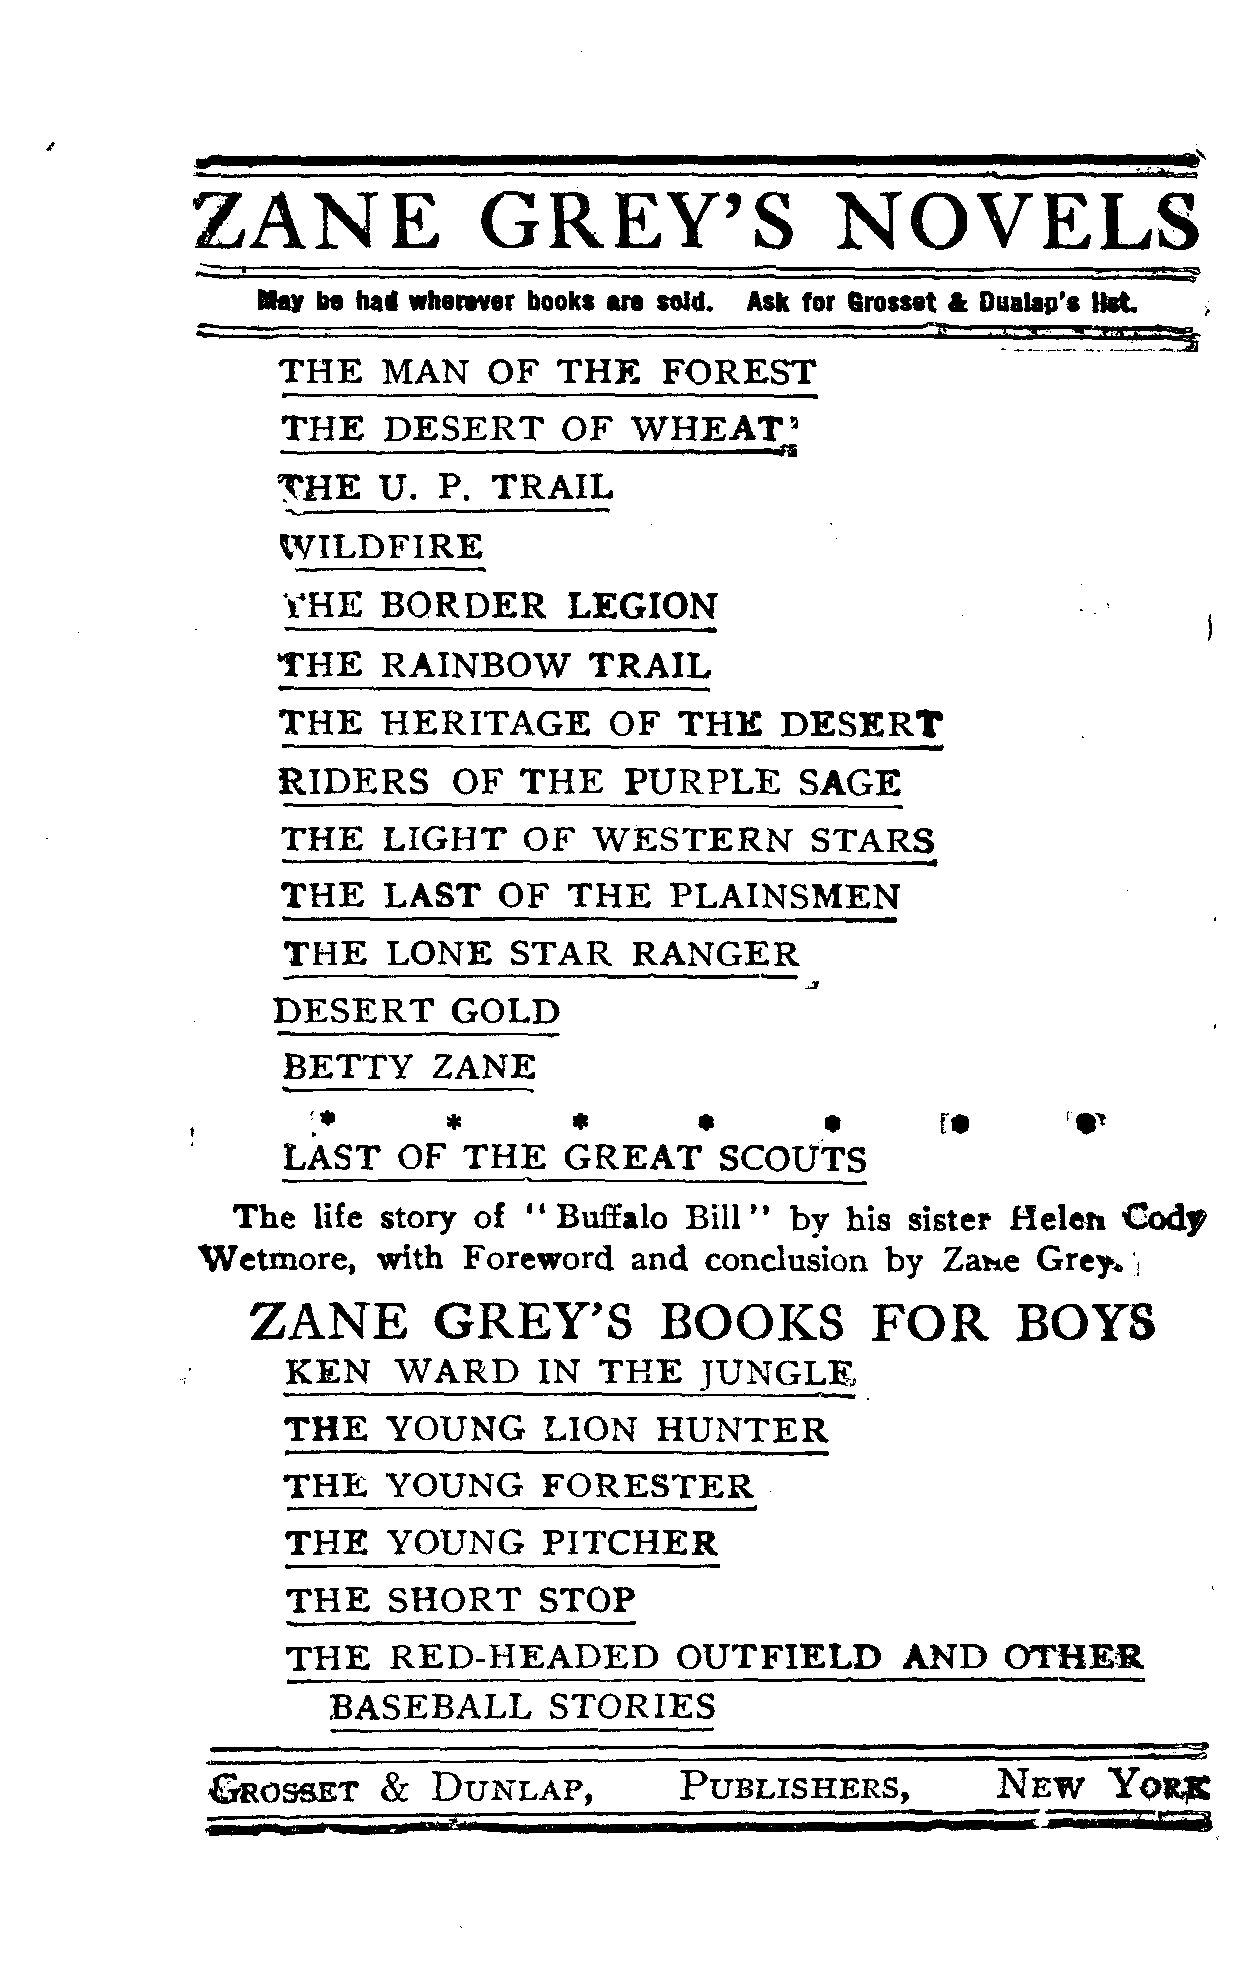 ZANE GREY'S NOVELS
May be had wherever books are sold. Ask for Grosset & Dunlap's list.
THE MAN OF THE FOREST
THE DESERT OF WHEAT
THE U. P. TRAIL
WILDFIRE
THE BORDER LEGION
THE RAINBOW TRAIL
THE HERITAGE OF THE DESERT
RIDERS OF THE PURPLE SAGE
THE LIGHT OF WESTERN STARS
THE LAST OF THE PLAINSMEN
THE LONE STAR RANGER
DESERT GOLD
BETTY ZANE
* * * * * * *
LAST OF THE GREAT SCOUTS
The life story of "Buffalo Bill" by his sister Helen Cody
Wetmore, with Foreword and conclusion by Zane Grey.
ZANE GREY'S BOOKS FOR BOYS
KEN WARD IN THE JUNGLE
THE YOUNG LION HUNTER
THE YOUNG FORESTER
THE YOUNG PITCHER
THE SHORT STOP
THE RED-HEADED OUTFIELD AND OTHER
BASEBALL STORIES
GROSSET & DUNLAP, PUBLISHERS, NEW YORK